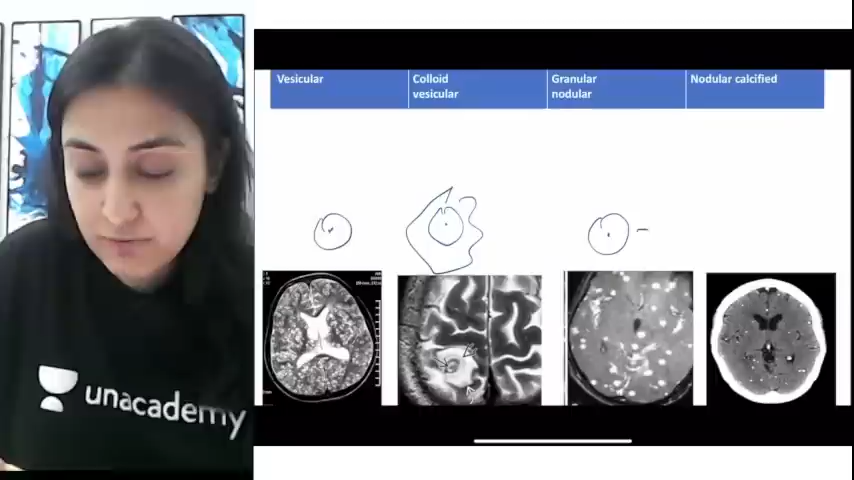 Vesicular
Colloid
vesicular
Granular
nodular
Nodular calcified
unacademy